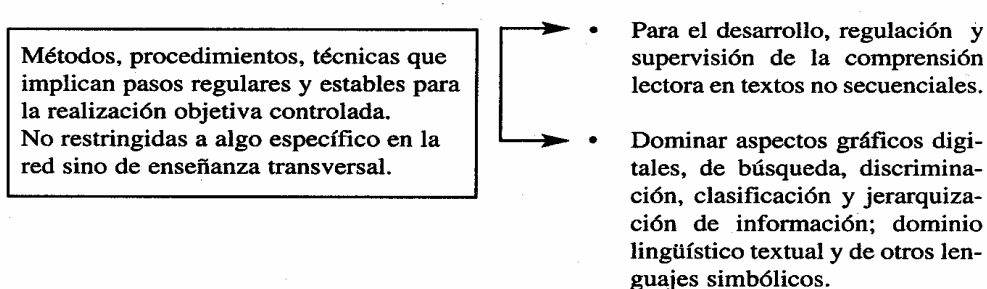 Métodos, procedimientos, técnicas que
implican pasos regulares y estables para
la realización objetiva controlada.
No restringidas a algo específico en la
red sino de enseñanza transversal.
• Para el desarrollo, regulación y
supervisión de la comprensión
lectora en textos no secuenciales.
• Dominar aspectos gráficos digi-
tales, de búsqueda, discrimina-
ción, clasificación y jerarquiza-
ción de información; dominio
lingüístico textual y de otros len-
guajes simbólicos.